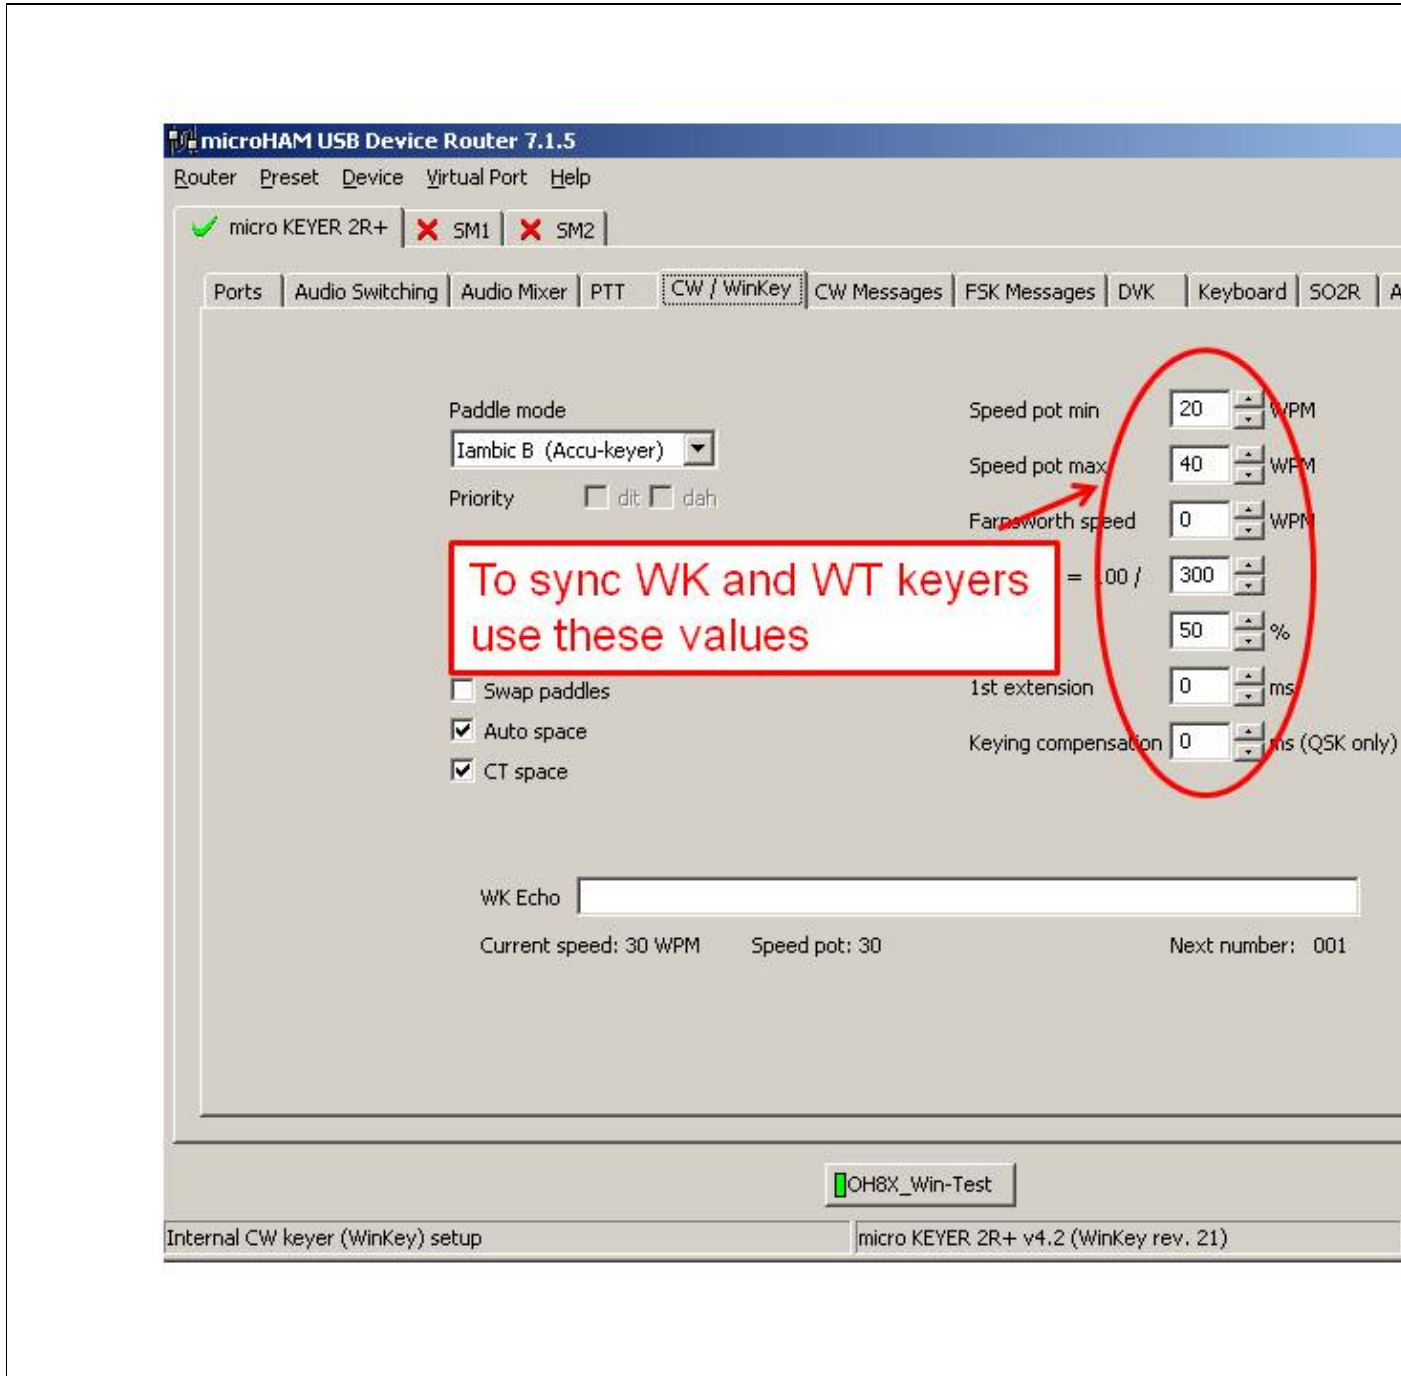 microHAM USB Device Router 7.1.5
Router Preset Device Virtual Port Help
micro KEYER 2R+ SM1 SM2
Ports Audio Switching Audio Mixer PTT CW / WinKey CW Messages FSK Messages DVK Keyboard SO2R A
Paddle mode
Iambic B (Accu-keyer)
Priority dit dah
Speed pot min 20 WPM
Speed pot max 40 WPM
Farnsworth speed 0 WPM
= 100 / 300
50 %
1st extension 0 ms
Keying compensation 0 ms (QSK only)
To sync WK and WT keyers
use these values
Swap paddles
Auto space
CT space
WK Echo
Current speed: 30 WPM Speed pot: 30 Next number: 001
OH8X_Win-Test
Internal CW keyer (WinKey) setup micro KEYER 2R+ v4.2 (WinKey rev. 21)